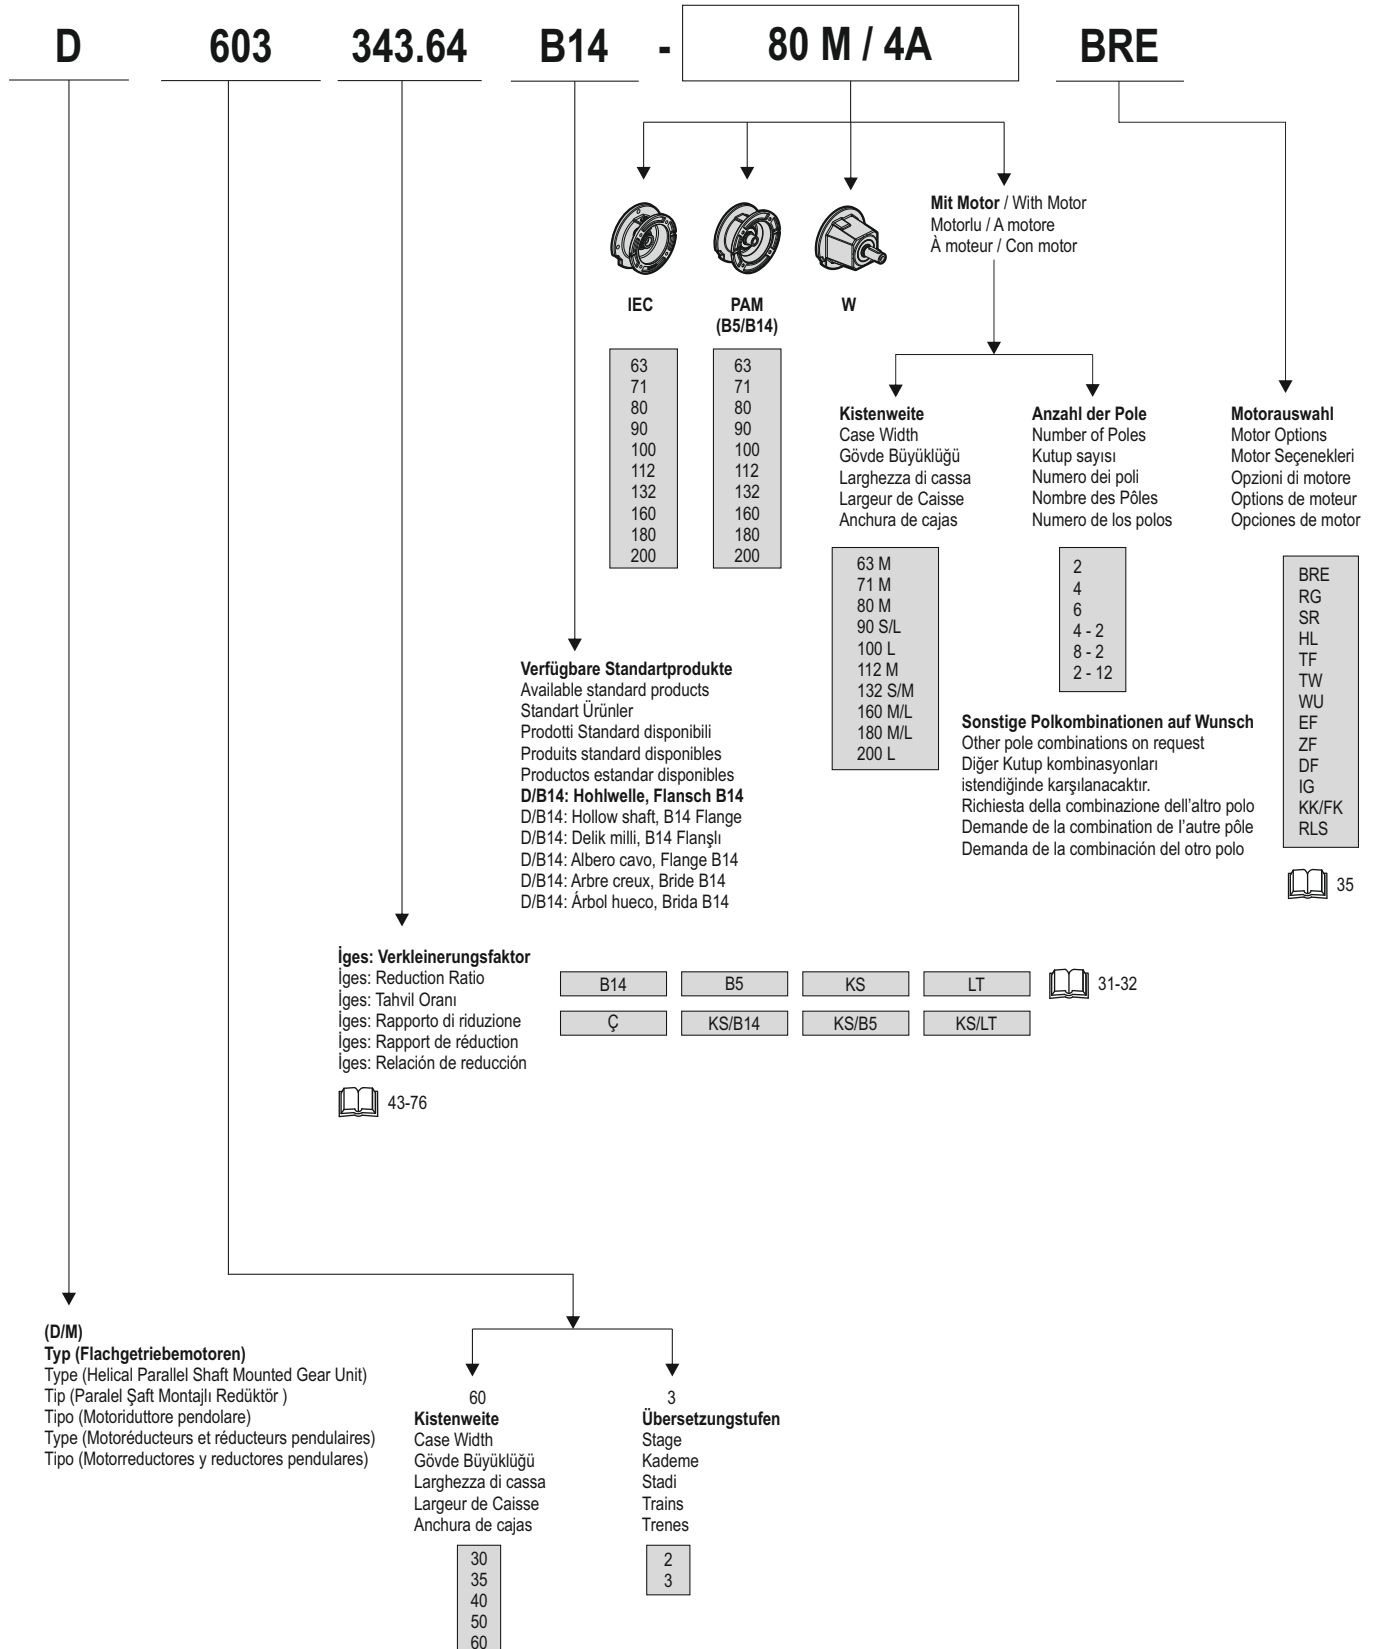 D 603 343.64 B14 - 80 M / 4A BRE
IEC
PAM
(B5/B14)
W
Mit Motor / With Motor
Motorlu / A motore
À moteur / Con motor
63
71
80
90
100
112
132
160
180
200
63
71
80
90
100
112
132
160
180
200
Kistenweite
Case Width
Gövde Büyüklüğü
Larghezza di cassa
Largeur de Caisse
Anchura de cajas
63 M
71 M
80 M
90 S/L
100 L
112 M
132 S/M
160 M/L
180 M/L
200 L
Anzahl der Pole
Number of Poles
Kutup sayısı
Numero dei poli
Nombre des Pôles
Numero de los polos
2
4
6
4 - 2
8 - 2
2 - 12
Sonstige Polkombinationen auf Wunsch
Other pole combinations on request
Diğer Kutup kombinasyonları
istendiğinde karşılanacaktır.
Richiesta della combinazione dell'altro polo
Demande de la combination de l'autre pôle
Demanda de la combinación del otro polo
Motorauswahl
Motor Options
Motor Seçenekleri
Opzioni di motore
Options de moteur
Opciones de motor
BRE
RG
SR
HL
TF
TW
WU
EF
ZF
DF
IG
KK/FK
RLS
35
Verfügbare Standartprodukte
Available standard products
Standart Ürünler
Prodotti Standard disponibili
Produits standard disponibles
Productos estandar disponibles
D/B14: Hohlwelle, Flansch B14
D/B14: Hollow shaft, B14 Flange
D/B14: Delik milli, B14 Flanşlı
D/B14: Albero cavo, Flange B14
D/B14: Arbre creux, Bride B14
D/B14: Árbol hueco, Brida B14
İges: Verkleinerungsfaktor
İges: Reduction Ratio
İges: Tahvil Oranı
İges: Rapporto di riduzione
İges: Rapport de réduction
İges: Relación de reducción
43-76
B14 B5 KS LT 31-32
Ç KS/B14 KS/B5 KS/LT
(D/M)
Typ (Flachgetriebemotoren)
Type (Helical Parallel Shaft Mounted Gear Unit)
Tip (Paralel Şaft Montajlı Redüktör )
Tipo (Motoriduttore pendolare)
Type (Motoréducteurs et réducteurs pendulaires)
Tipo (Motorreductores y reductores pendulares)
60
Kistenweite
Case Width
Gövde Büyüklüğü
Larghezza di cassa
Largeur de Caisse
Anchura de cajas
30
35
40
50
60
3
Übersetzungstufen
Stage
Kademe
Stadi
Trains
Trenes
2
3